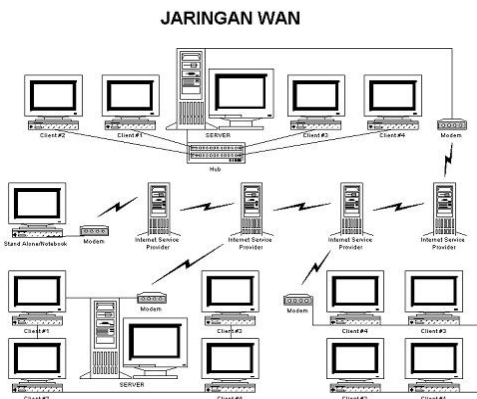 JARINGAN WAN
Client #2
Client #1
SERVER
Client #3
Client #4
Modem
Hub
Stand Alone/Notebook
Modem
Internet Service
Provider
Internet Service
Provider
Internet Service
Provider
Internet Service
Provider
Modem
Modem
Client #1
Client #3
Client #4
Client #3
SERVER